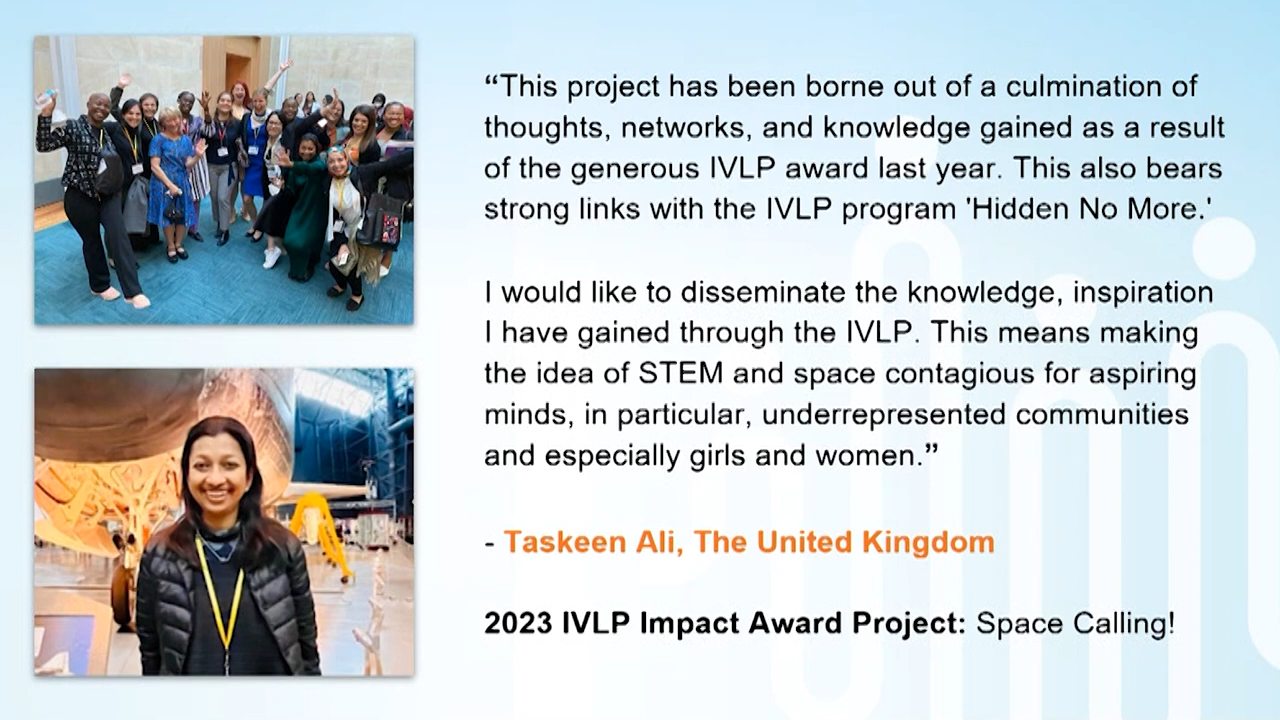 “This project has been borne out of a culmination of
thoughts, networks, and knowledge gained as a result
of the generous IVLP award last year. This also bears
strong links with the IVLP program 'Hidden No More.'
I would like to disseminate the knowledge, inspiration
I have gained through the IVLP. This means making
the idea of STEM and space contagious for aspiring
minds, in particular, underrepresented communities
and especially girls and women.”
- Taskeen Ali, The United Kingdom
2023 IVLP Impact Award Project: Space Calling!